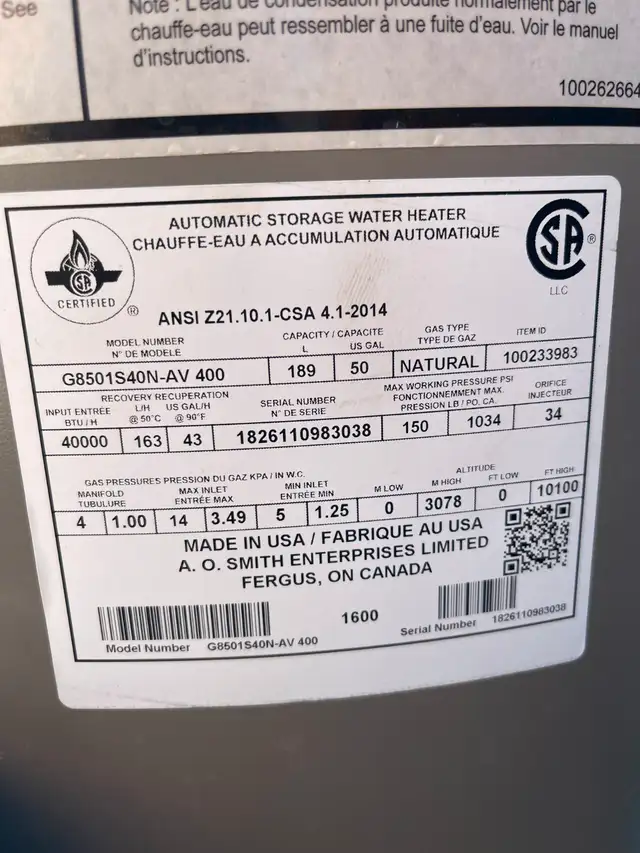 See
Note : L'eau de condensation produite normalement par le
chauffe-eau peut ressembler à une fuite d'eau. Voir le manuel
d'instructions.
100262664
AUTOMATIC STORAGE WATER HEATER
CHAUFFE-EAU A ACCUMULATION AUTOMATIQUE
SA
CERTIFIED
®
SA
®
LLC
ANSI Z21.10.1-CSA 4.1-2014
MODEL NUMBER
N° DE MODELE
CAPACITY / CAPACITE
L US GAL
GAS TYPE
TYPE DE GAZ
ITEM ID
G8501S40N-AV 400 189 50 NATURAL 100233983
INPUT ENTRÉE
BTU / H
RECOVERY RECUPERATION
L/H US GAL/H
@ 50°C @ 90°F
SERIAL NUMBER
N° DE SERIE
MAX WORKING PRESSURE PSI
FONCTIONNEMENT MAX.
PRESSION LB / PO. CA.
ORIFICE
INJECTEUR
40000 163 43 1826110983038 150 1034 34
GAS PRESSURES PRESSION DU GAZ KPA / IN W.C.
MANIFOLD
TUBULURE
MAX INLET
ENTRÉE MAX
MIN INLET
ENTRÉE MIN
ALTITUDE
M LOW M HIGH FT LOW FT HIGH
4 1.00 14 3.49 5 1.25 0 3078 0 10100
MADE IN USA / FABRIQUE AU USA
A. O. SMITH ENTERPRISES LIMITED
FERGUS, ON CANADA
1600
Model Number G8501S40N-AV 400
Serial Number 1826110983038